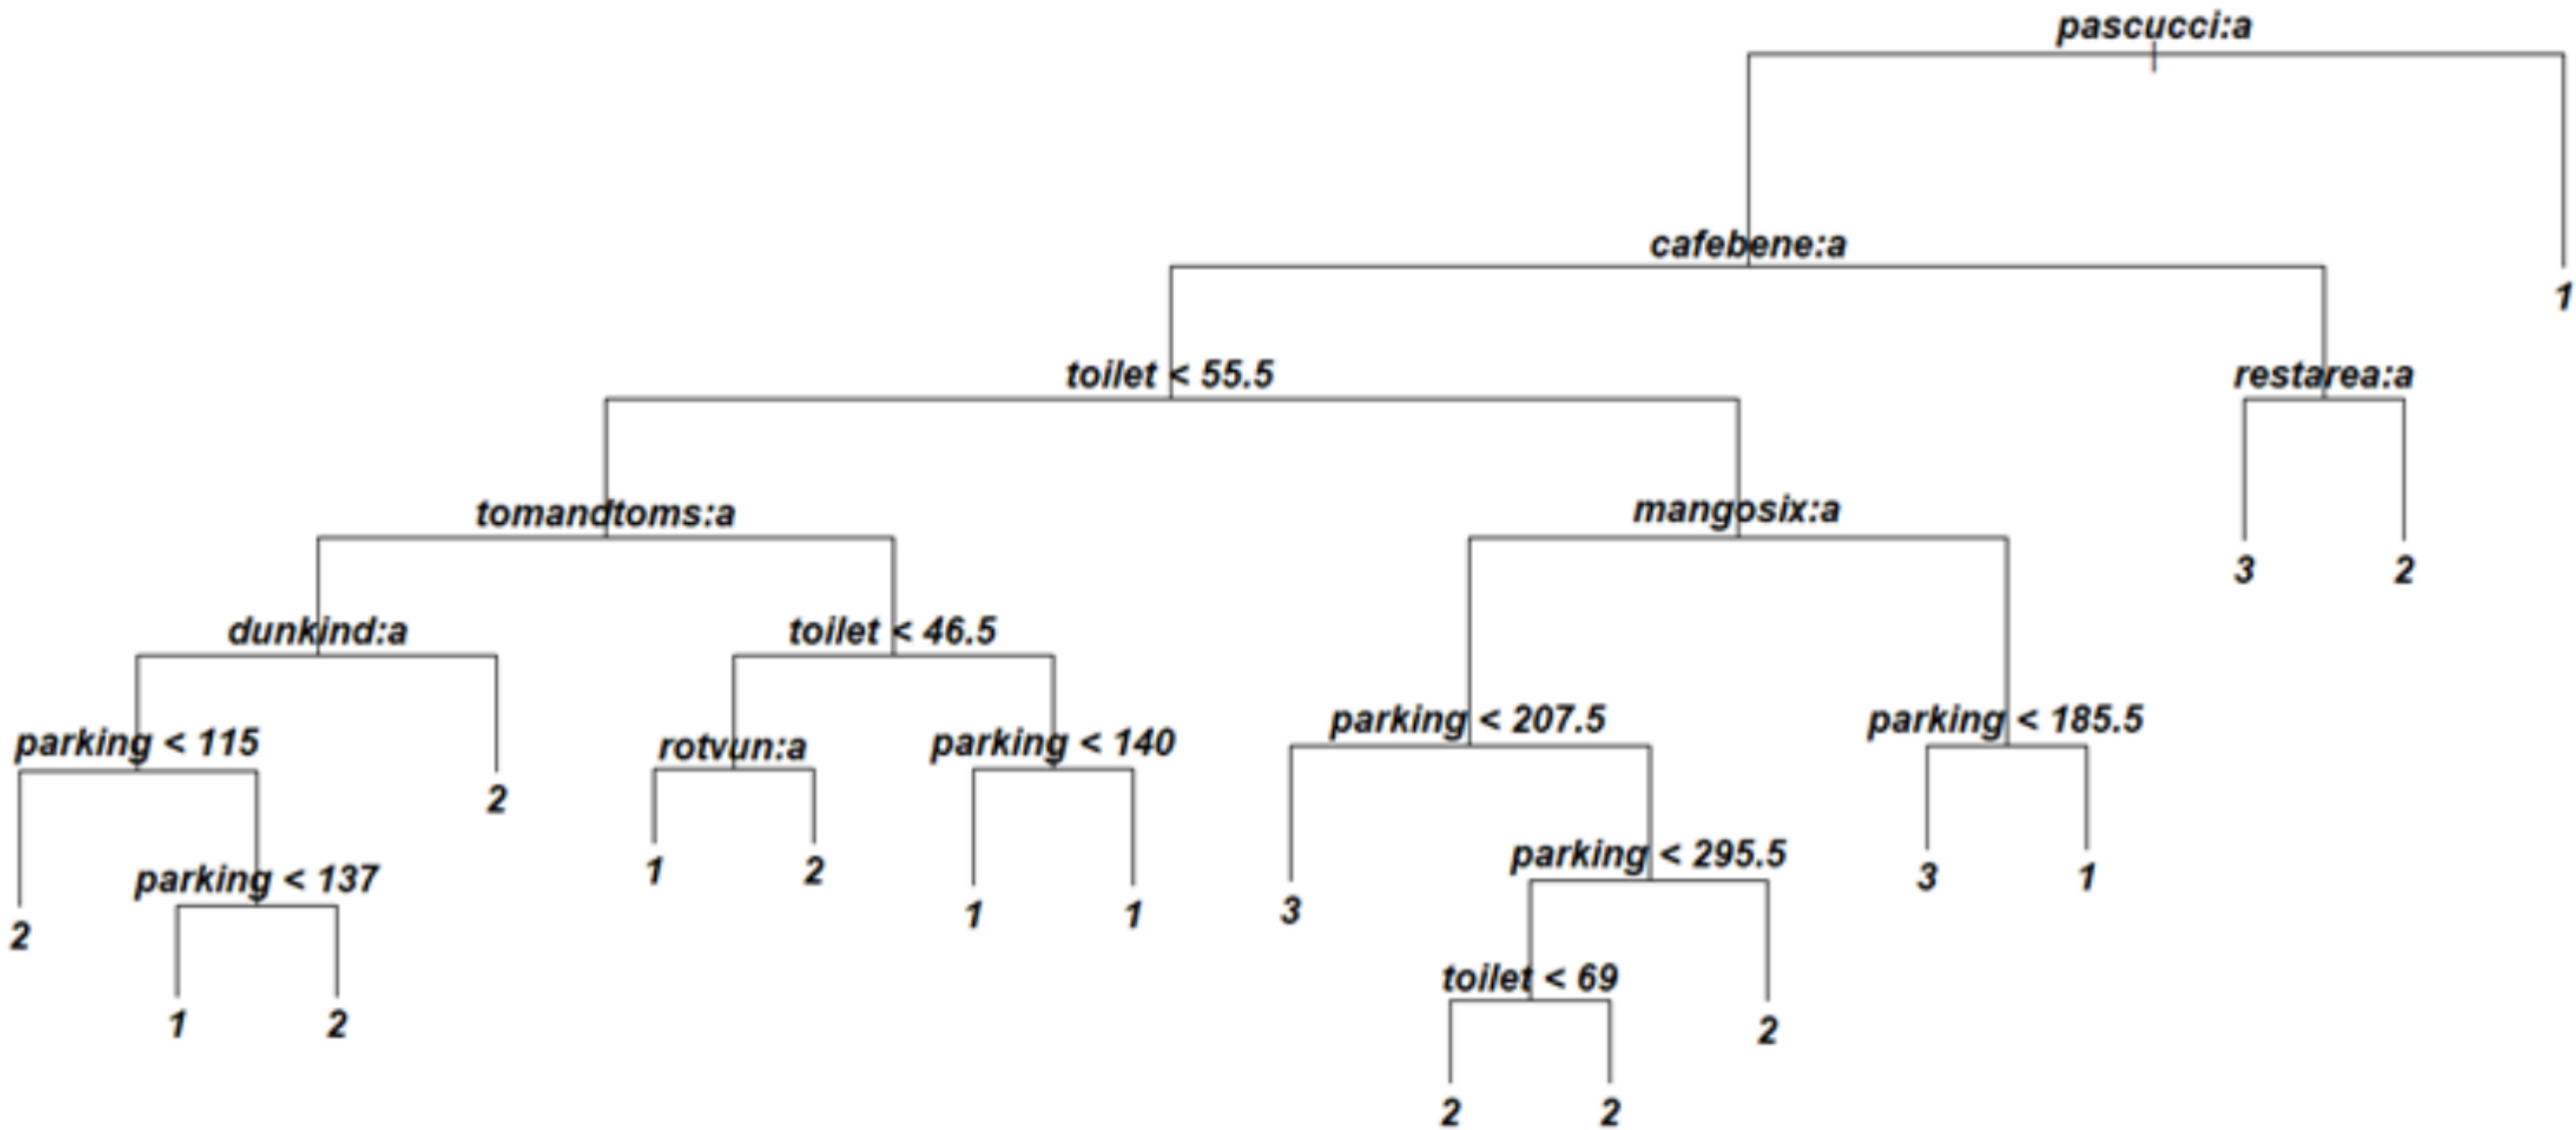 pascucci:a
cafebene:a
1
toilet < 55.5
restarea:a
tomandtoms:a
mangosix:a
3
2
dunkind:a
toilet < 46.5
parking < 207.5
parking < 185.5
parking < 115
2
rotvun:a
parking < 140
parking < 295.5
3
1
2
parking < 137
1
2
1
1
3
toilet < 69
2
1
2
2
2